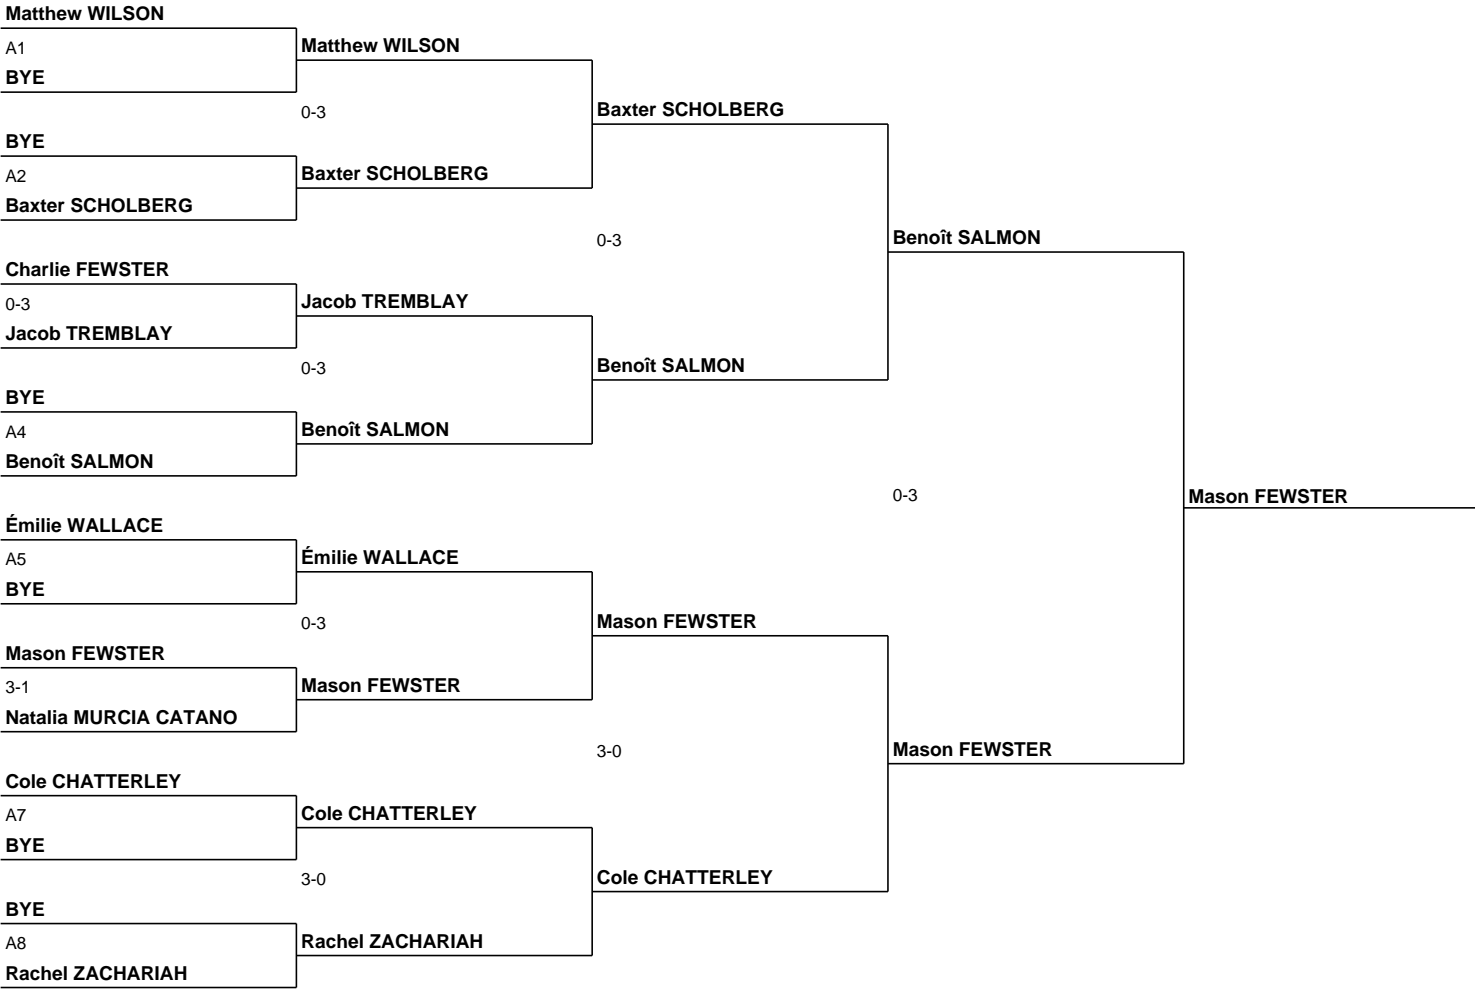 Matthew WILSON
A1
BYE
BYE
A2
Baxter SCHOLBERG
Charlie FEWSTER
0-3
Jacob TREMBLAY
BYE
A4
Benoît SALMON
Émilie WALLACE
A5
BYE
Mason FEWSTER
3-1
Natalia MURCIA CATANO
Cole CHATTERLEY
A7
BYE
BYE
A8
Rachel ZACHARIAH
Matthew WILSON
0-3
Baxter SCHOLBERG
Jacob TREMBLAY
0-3
Benoît SALMON
Émilie WALLACE
0-3
Mason FEWSTER
Cole CHATTERLEY
3-0
Rachel ZACHARIAH
Baxter SCHOLBERG
0-3
Benoît SALMON
Mason FEWSTER
3-0
Cole CHATTERLEY
Benoît SALMON
0-3
Mason FEWSTER
Mason FEWSTER